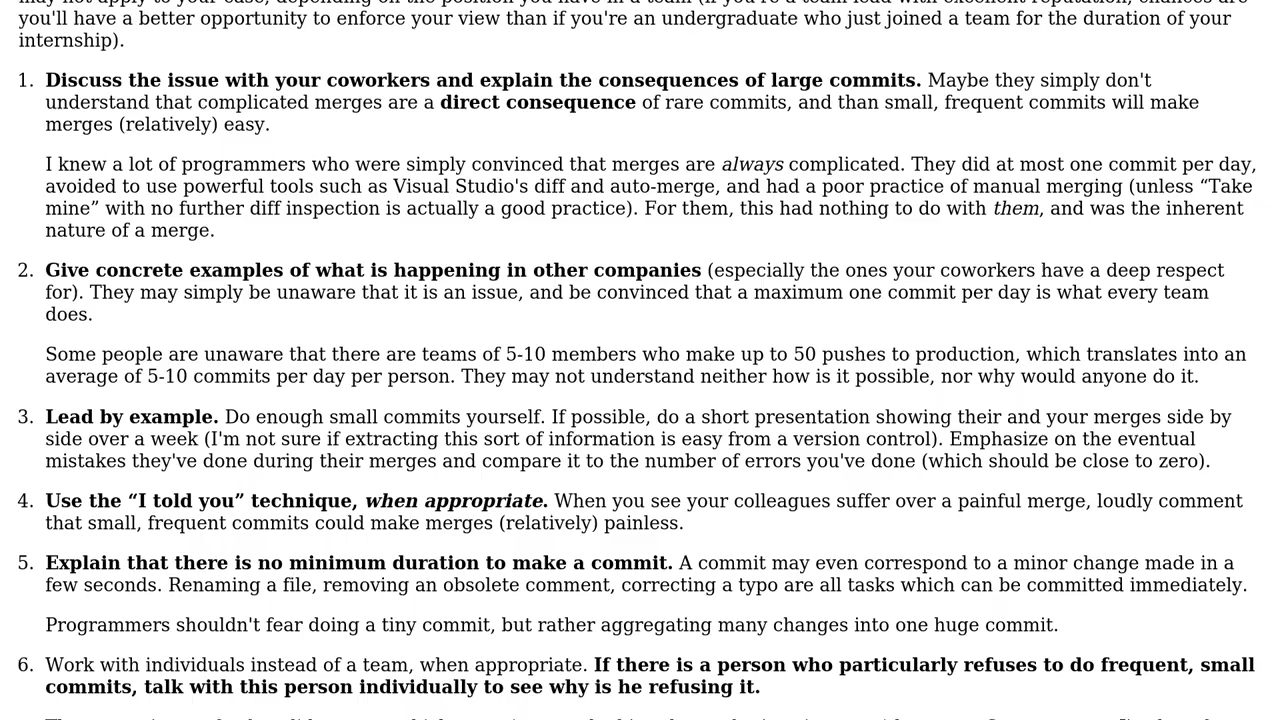 you'll have a better opportunity to enforce your view than if you're an undergraduate who just joined a team for the duration of your
internship).
1. Discuss the issue with your coworkers and explain the consequences of large commits. Maybe they simply don't
understand that complicated merges are a direct consequence of rare commits, and than small, frequent commits will make
merges (relatively) easy.
I knew a lot of programmers who were simply convinced that merges are always complicated. They did at most one commit per day,
avoided to use powerful tools such as Visual Studio's diff and auto-merge, and had a poor practice of manual merging (unless “Take
mine” with no further diff inspection is actually a good practice). For them, this had nothing to do with them, and was the inherent
nature of a merge.
2. Give concrete examples of what is happening in other companies (especially the ones your coworkers have a deep respect
for). They may simply be unaware that it is an issue, and be convinced that a maximum one commit per day is what every team
does.
Some people are unaware that there are teams of 5-10 members who make up to 50 pushes to production, which translates into an
average of 5-10 commits per day per person. They may not understand neither how is it possible, nor why would anyone do it.
3. Lead by example. Do enough small commits yourself. If possible, do a short presentation showing their and your merges side by
side over a week (I'm not sure if extracting this sort of information is easy from a version control). Emphasize on the eventual
mistakes they've done during their merges and compare it to the number of errors you've done (which should be close to zero).
4. Use the “I told you” technique, when appropriate. When you see your colleagues suffer over a painful merge, loudly comment
that small, frequent commits could make merges (relatively) painless.
5. Explain that there is no minimum duration to make a commit. A commit may even correspond to a minor change made in a
few seconds. Renaming a file, removing an obsolete comment, correcting a typo are all tasks which can be committed immediately.
Programmers shouldn't fear doing a tiny commit, but rather aggregating many changes into one huge commit.
6. Work with individuals instead of a team, when appropriate. If there is a person who particularly refuses to do frequent, small
commits, talk with this person individually to see why is he refusing it.